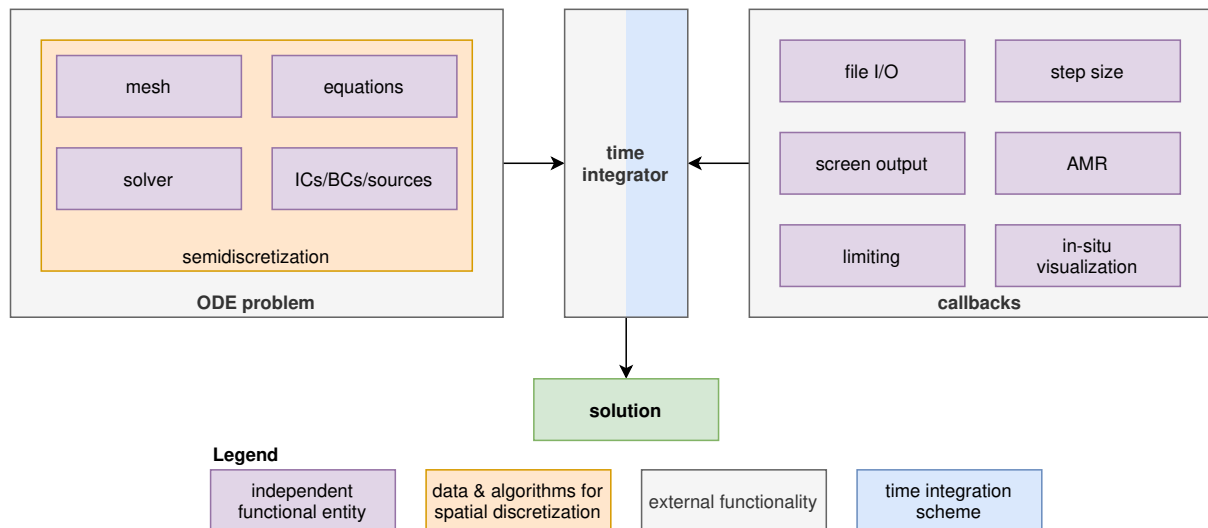 mesh
equations
solver
ICs/BCs/sources
semidiscretization
ODE problem
time
integrator
file I/O
step size
screen output
AMR
limiting
in-situ
visualization
callbacks
solution
Legend
independent
functional entity
data & algorithms for
spatial discretization
external functionality
time integration
scheme